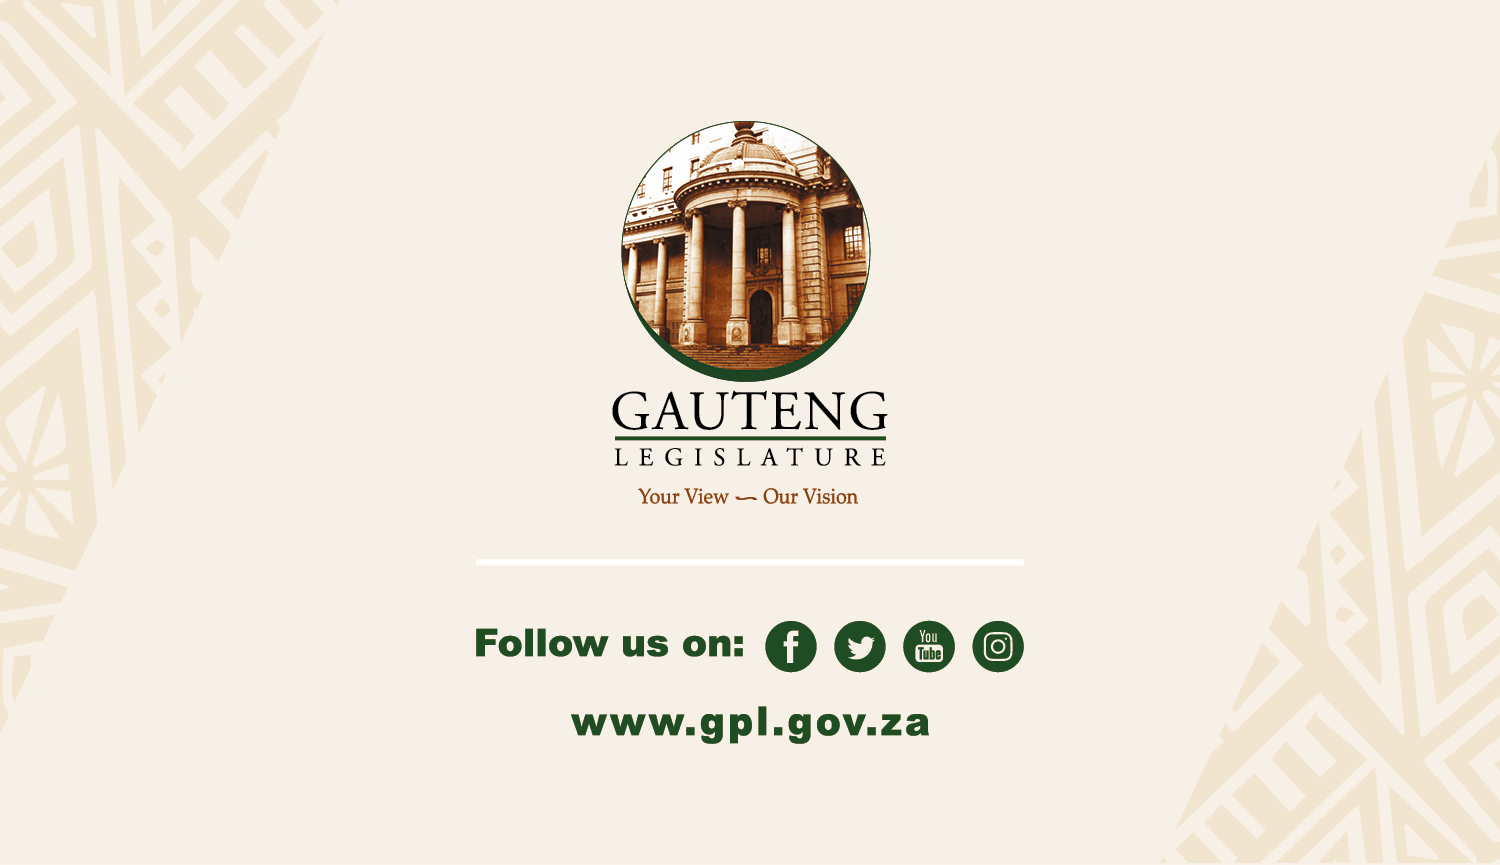 GAUTENG
LEGISLATURE
Your View — Our Vision
Follow us on:
You
Tube
www.gpl.gov.za